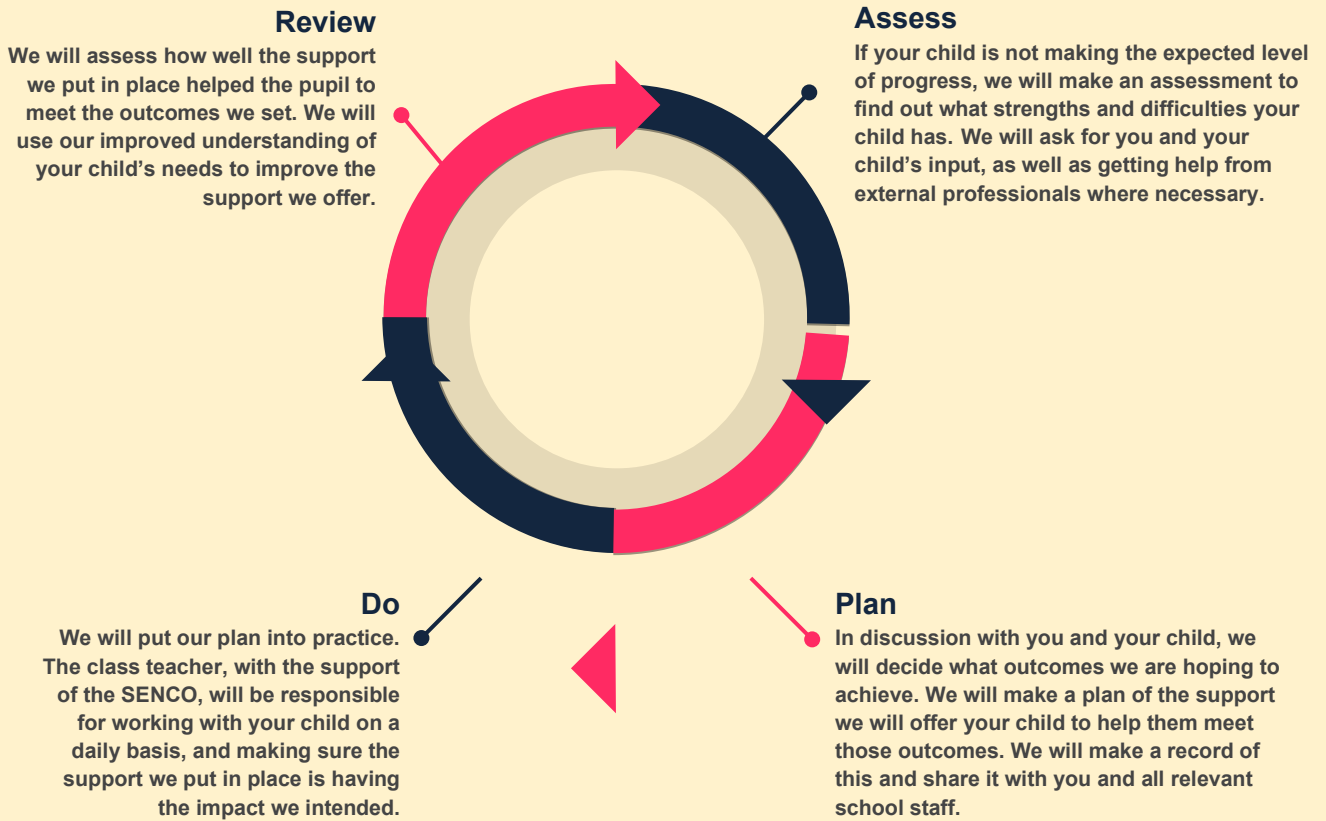 Review
We will assess how well the support
we put in place helped the pupil to
meet the outcomes we set. We will
use our improved understanding of
your child’s needs to improve the
support we offer.
Assess
If your child is not making the expected level
of progress, we will make an assessment to
find out what strengths and difficulties your
child has. We will ask for you and your
child’s input, as well as getting help from
external professionals where necessary.
Do
We will put our plan into practice.
The class teacher, with the support
of the SENCO, will be responsible
for working with your child on a
daily basis, and making sure the
support we put in place is having
the impact we intended.
Plan
In discussion with you and your child, we
will decide what outcomes we are hoping to
achieve. We will make a plan of the support
we will offer your child to help them meet
those outcomes. We will make a record of
this and share it with you and all relevant
school staff.